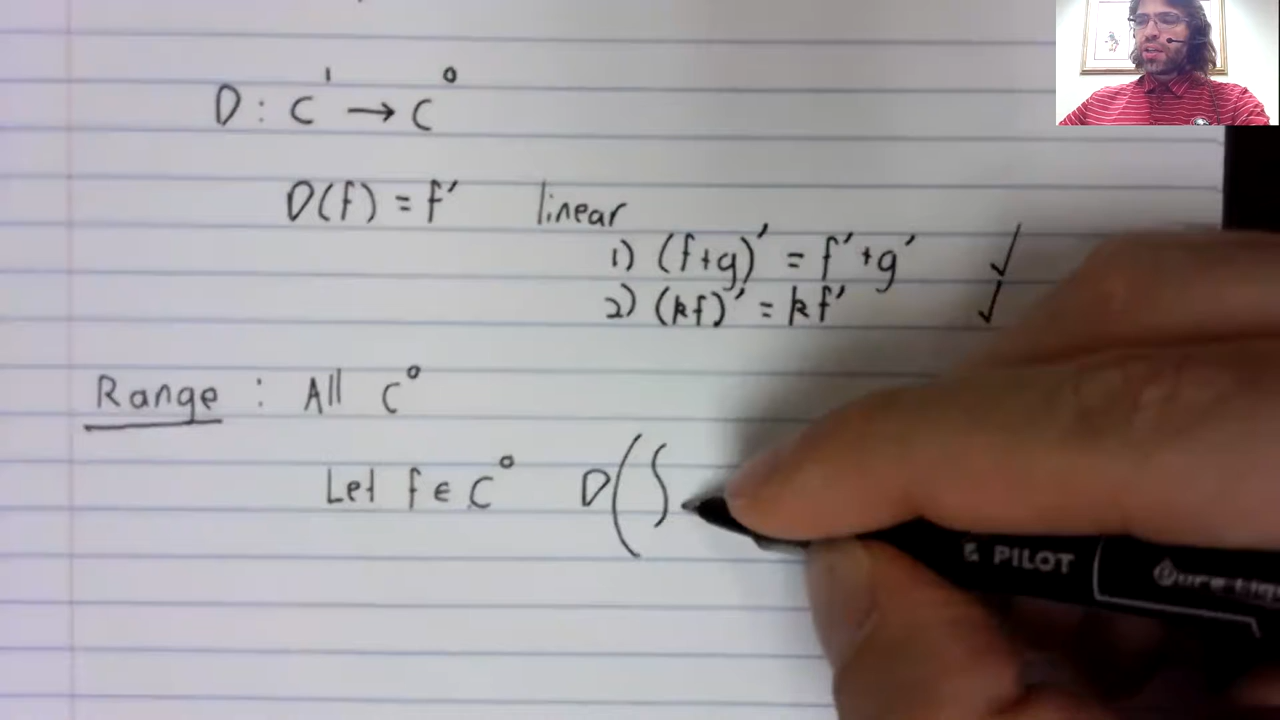 D : C¹ → C⁰
D(f) = f′ linear
1) (f+g)′ = f′+g′ ✓
2) (kf)′ = kf′ ✓
Range : All C⁰
Let f ∈ C⁰ D(∫
& PILOT